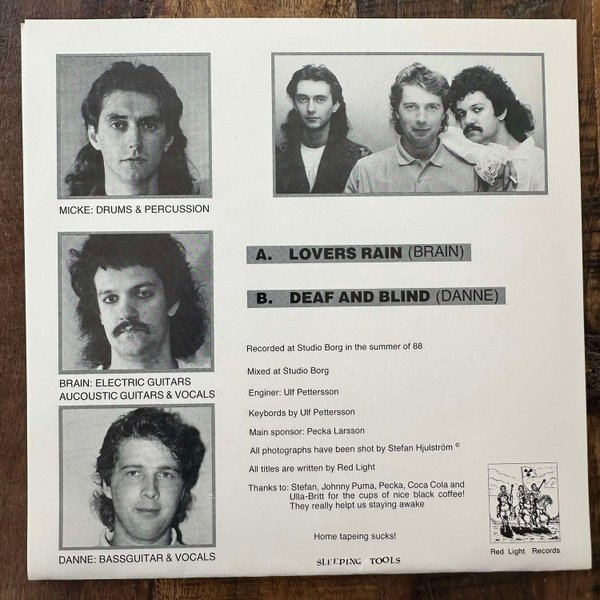 MICKE: DRUMS & PERCUSSION
BRAIN: ELECTRIC GUITARS
AUCOUSTIC GUITARS & VOCALS
DANNE: BASSGUITAR & VOCALS
A. LOVERS RAIN (BRAIN)
B. DEAF AND BLIND (DANNE)
Recorded at Studio Borg in the summer of 88
Mixed at Studio Borg
Enginer: Ulf Pettersson
Keybords by Ulf Pettersson
Main sponsor: Pecka Larsson
All photographs have been shot by Stefan Hjulström ©
All titles are written by Red Light
Thanks to: Stefan, Johnny Puma, Pecka, Coca Cola and
Ulla-Britt for the cups of nice black coffee!
They really help us staying awake
Home tapeing sucks!
SLEEPING TOOLS
Red Light Records